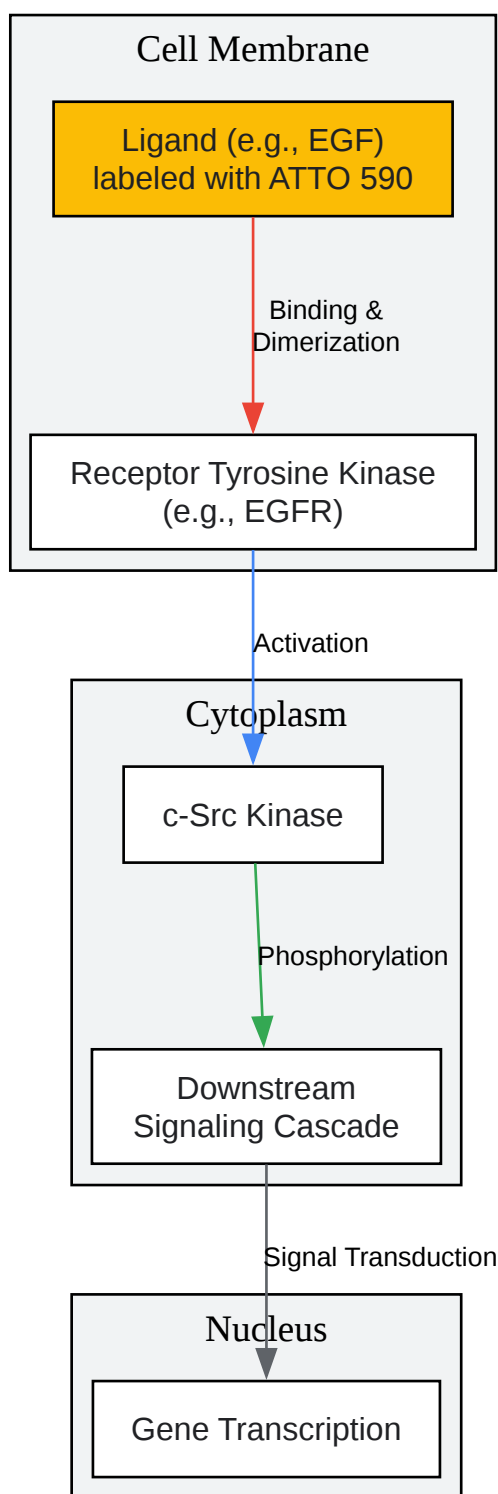 Cell Membrane
Ligand (e.g., EGF)
labeled with ATTO 590
Binding &
Dimerization
Receptor Tyrosine Kinase
(e.g., EGFR)
Activation
Cytoplasm
c-Src Kinase
Phosphorylation
Downstream
Signaling Cascade
Signal Transduction
Nucleus
Gene Transcription